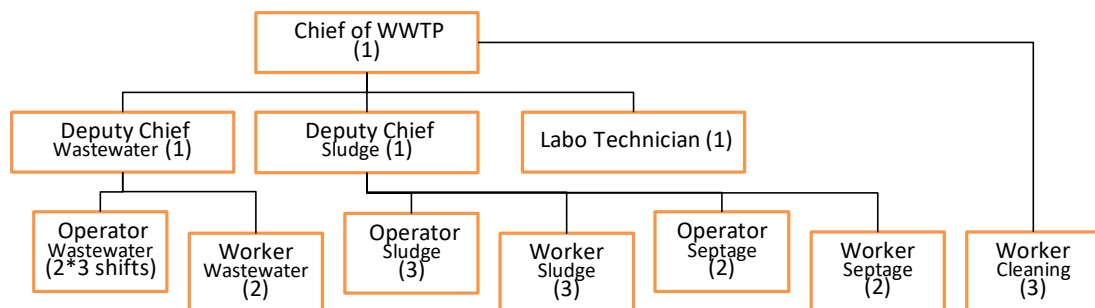 Chief of WWTP
(1)
Deputy Chief
Wastewater (1)
Deputy Chief
Sludge (1)
Labo Technician (1)
Operator
Wastewater
(2*3 shifts)
Worker
Wastewater
(2)
Operator
Sludge
(3)
Worker
Sludge
(3)
Operator
Septage
(2)
Worker
Septage
(2)
Worker
Cleaning
(3)